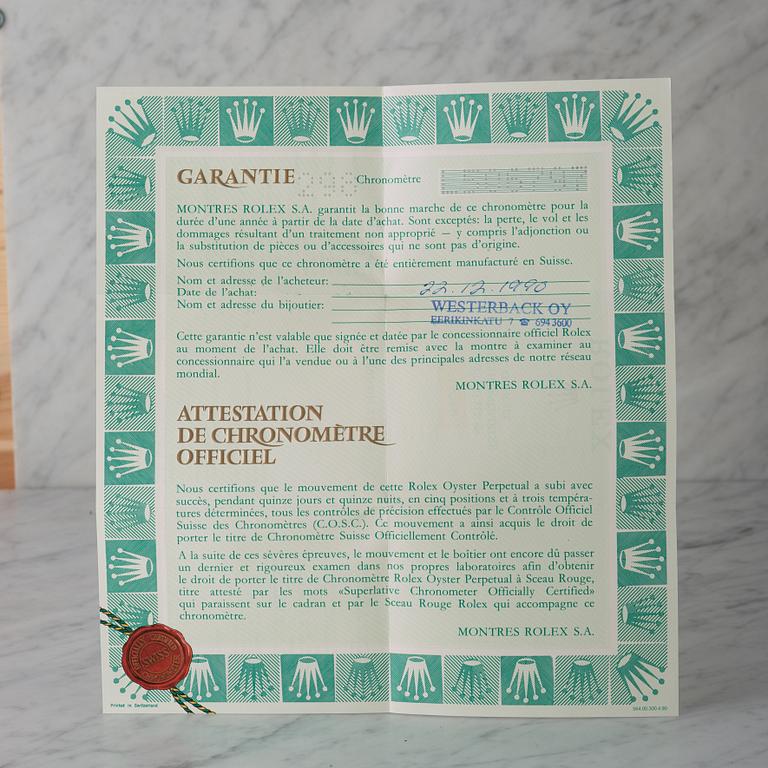 GARANTIE
Chronomètre
MONTRES ROLEX S.A. garantit la bonne marche de ce chronomètre pour la
durée d'une année à partir de la date d'achat. Sont exceptés: la perte, le vol et les
dommages résultant d'un traitement non approprié — y compris l'adjonction ou
la substitution de pièces ou d'accessoires qui ne sont pas d'origine.
Nous certifions que ce chronomètre a été entièrement manufacturé en Suisse.
Nom et adresse de l'acheteur:
Date de l'achat: 22.12.1990
Nom et adresse du bijoutier: WESTERBACK OY
EERIKINKATU 7 ☎ 694 3600
Cette garantie n'est valable que signée et datée par le concessionnaire officiel Rolex
au moment de l'achat. Elle doit être remise avec la montre à examiner au
concessionnaire qui l'a vendue ou à l'une des principales adresses de notre réseau
mondial.
MONTRES ROLEX S.A.
ATTESTATION
DE CHRONOMÈTRE
OFFICIEL
Nous certifions que le mouvement de cette Rolex Oyster Perpetual a subi avec
succès, pendant quinze jours et quinze nuits, en cinq positions et à trois tempéra-
tures déterminées, tous les contrôles de précision effectués par le Contrôle Officiel
Suisse des Chronomètres (C.O.S.C.). Ce mouvement a ainsi acquis le droit de
porter le titre de Chronomètre Suisse Officiellement Contrôlé.
A la suite de ces sévères épreuves, le mouvement et le boîtier ont encore dû passer
un dernier et rigoureux examen dans nos propres laboratoires afin d'obtenir
le droit de porter le titre de Chronomètre Rolex Oyster Perpetual à Sceau Rouge,
titre attesté par les mots «Superlative Chronometer Officially Certified»
qui paraissent sur le cadran et par le Sceau Rouge Rolex qui accompagne ce
chronomètre.
MONTRES ROLEX S.A.
SWISS
Printed in Switzerland
564.00.300.4.90